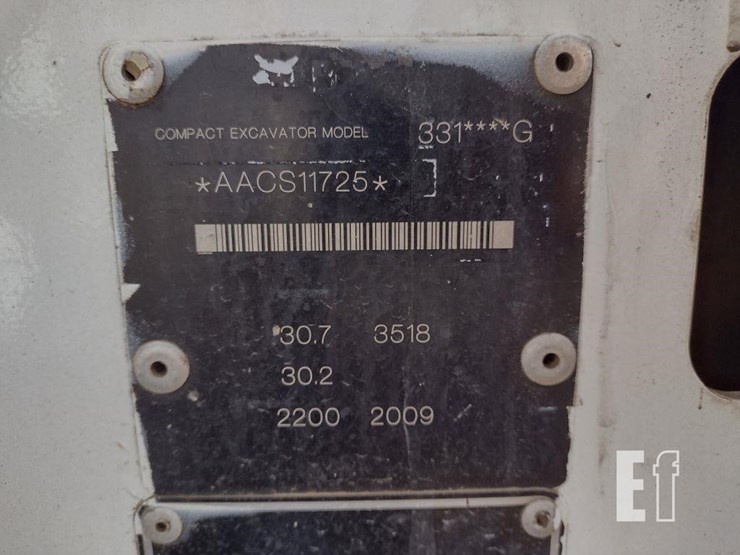 COMPACT EXCAVATOR MODEL 331****G
*AACS11725*
30.7 3518
30.2
2200 2009
Ef